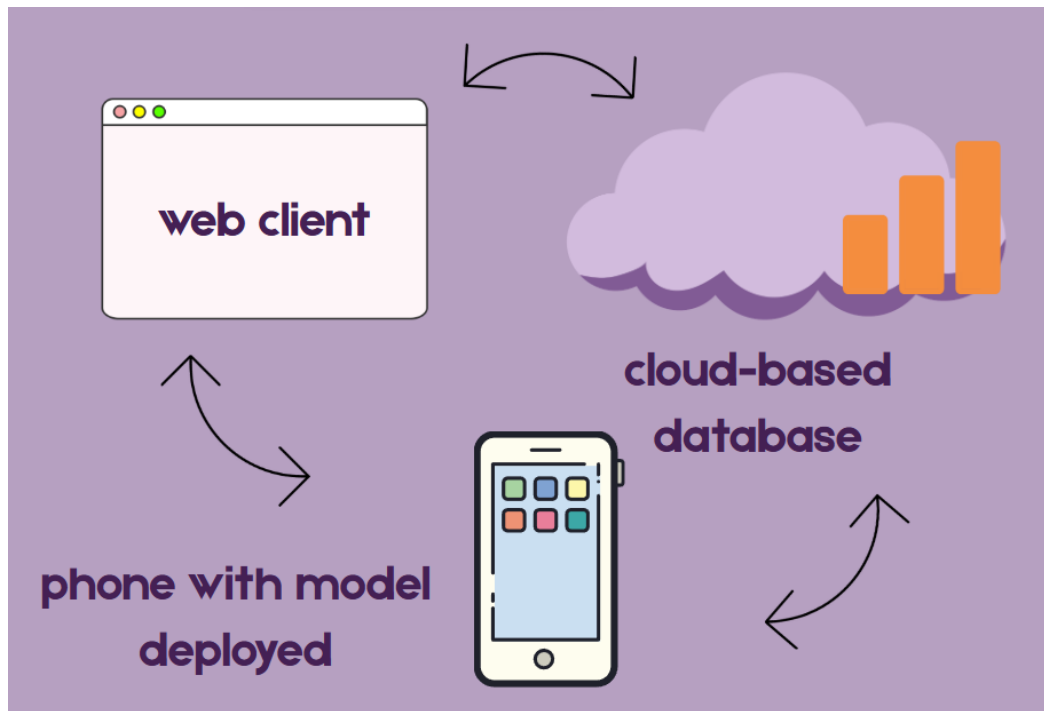 web client
cloud-based
database
phone with model
deployed